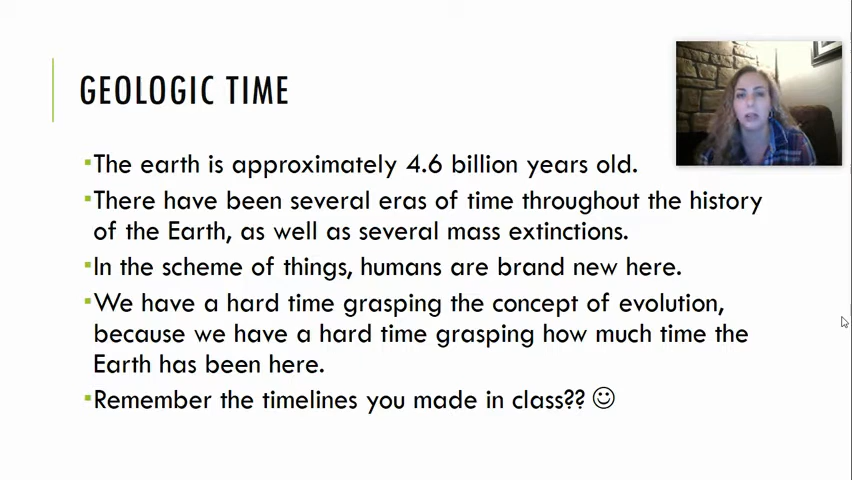 GEOLOGIC TIME
▪The earth is approximately 4.6 billion years old.
▪There have been several eras of time throughout the history
of the Earth, as well as several mass extinctions.
▪In the scheme of things, humans are brand new here.
▪We have a hard time grasping the concept of evolution,
because we have a hard time grasping how much time the
Earth has been here.
▪Remember the timelines you made in class?? ☺